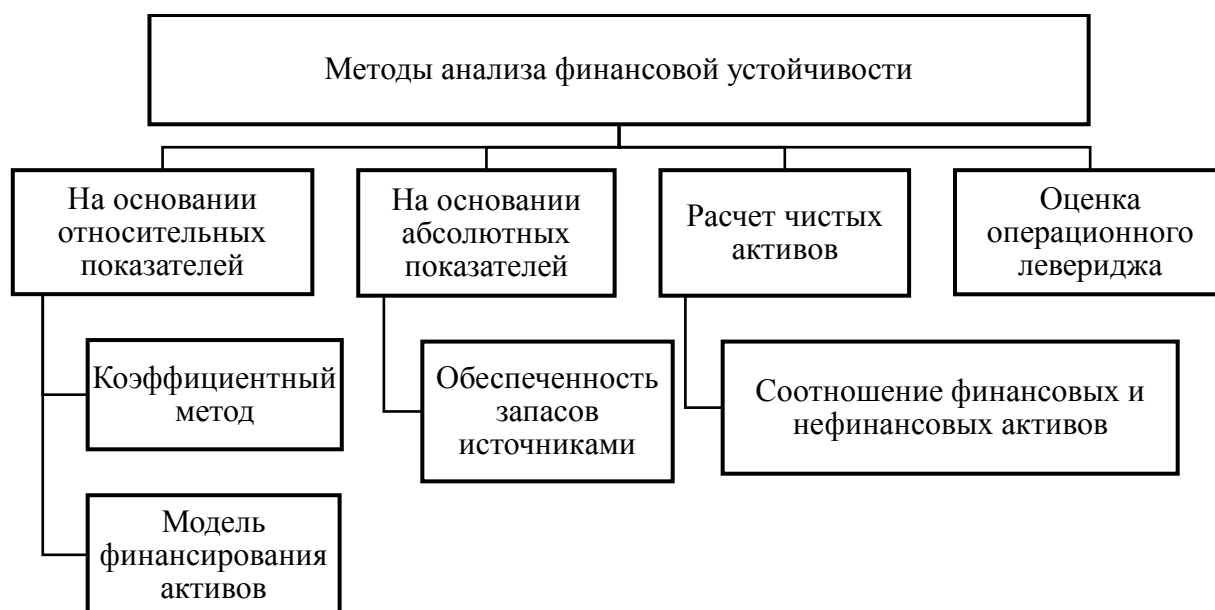 Методы анализа финансовой устойчивости
На основании
относительных
показателей
На основании
абсолютных
показателей
Расчет чистых
активов
Оценка
операционного
левериджа
Коэффициентный
метод
Обеспеченность
запасов
источниками
Соотношение финансовых и
нефинансовых активов
Модель
финансирования
активов